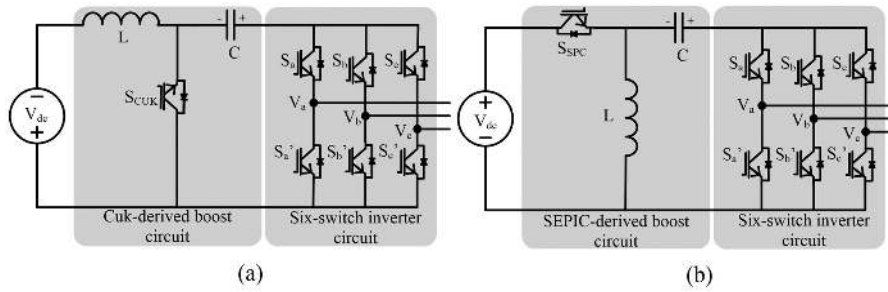 L
- +
C
S_CUK
V_dc
−
+
S_a
S_b
S_c
V_a
V_b
V_c
S_a'
S_b'
S_c'
Cuk-derived boost
circuit
Six-switch inverter
circuit
(a)
S_SPC
- +
C
L
+
V_dc
−
S_a
S_b
S_c
V_a
V_b
V_c
S_a'
S_b'
S_c'
SEPIC-derived boost
circuit
Six-switch inverter
circuit
(b)